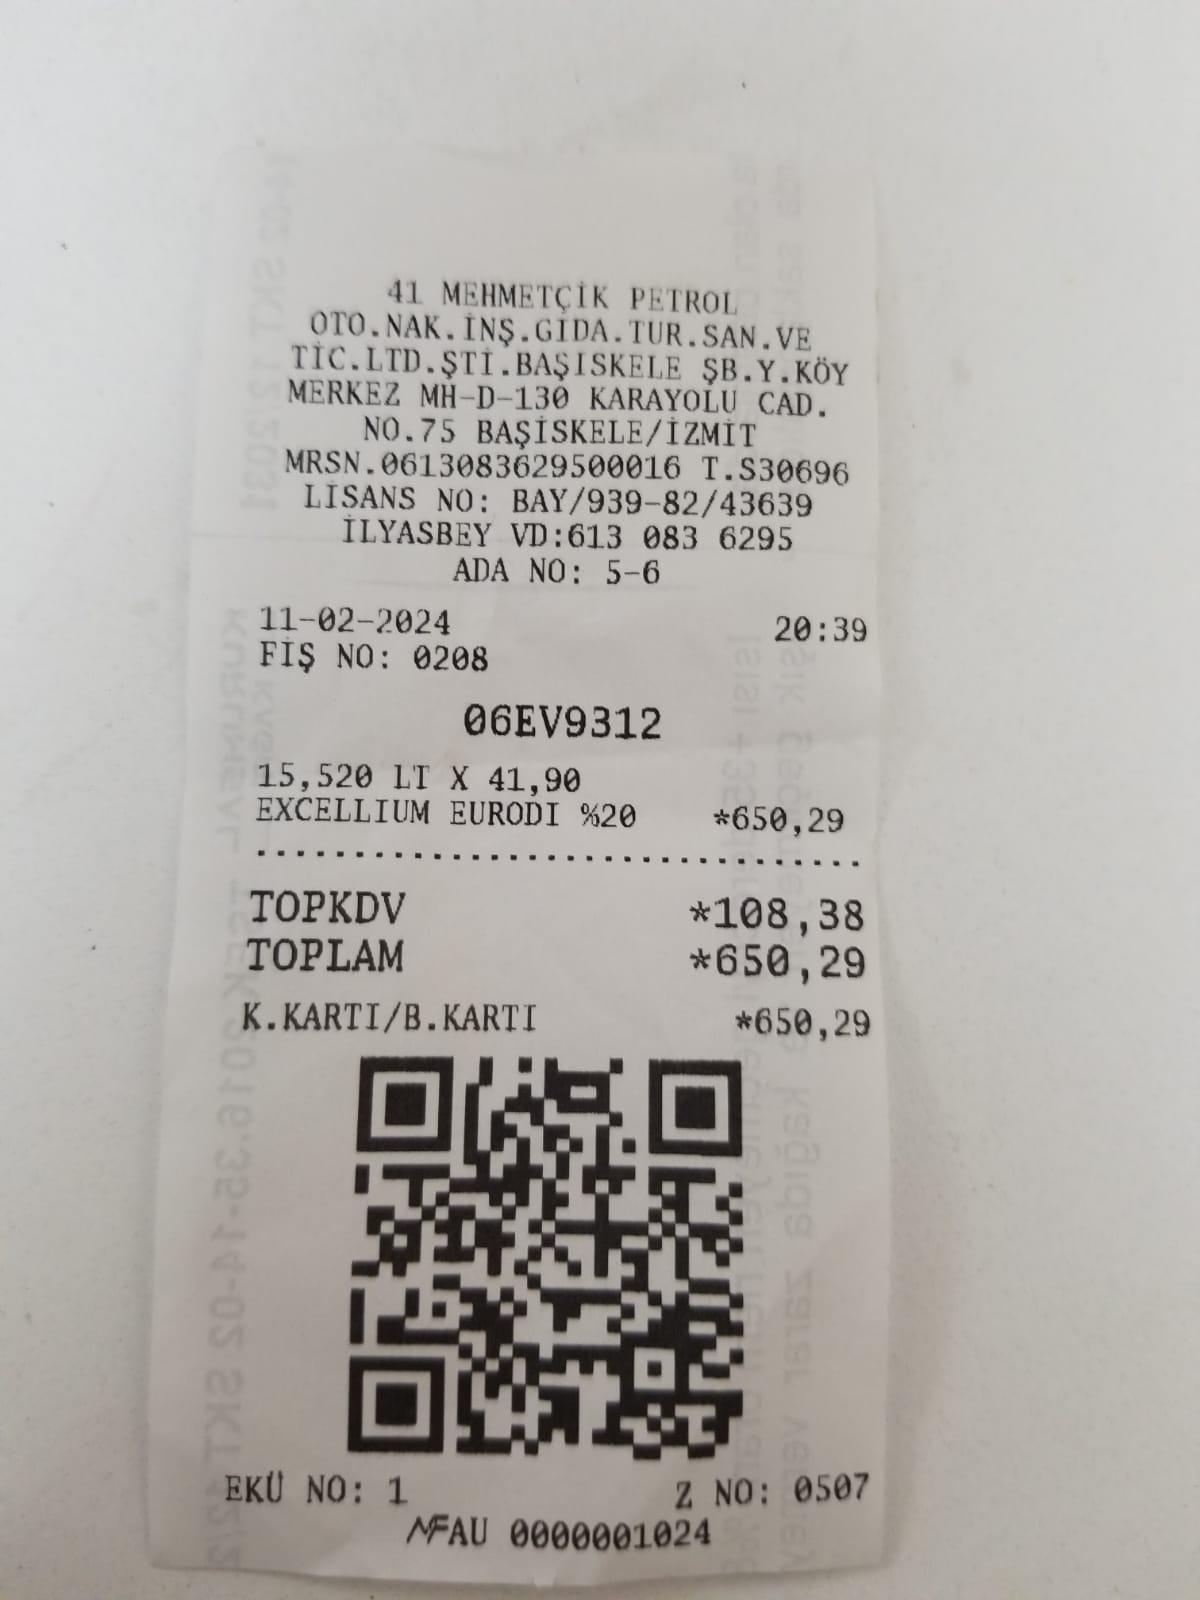 41 MEHMETÇİK PETROL
OTO.NAK.İNŞ.GIDA.TUR.SAN.VE
TİC.LTD.ŞTİ.BAŞISKELE ŞB.Y.KÖY
MERKEZ MH-D-130 KARAYOLU CAD.
NO.75 BAŞİSKELE/İZMİT
MRSN.0613083629500016 T.S30696
LİSANS NO: BAY/939-82/43639
İLYASBEY VD:613 083 6295
ADA NO: 5-6
11-02-2024 20:39
FİŞ NO: 0208
06EV9312
15,520 LT X 41,90
EXCELLIUM EURODI %20 *650,29
TOPKDV *108,38
TOPLAM *650,29
K.KARTI/B.KARTI *650,29
EKÜ NO: 1 Z NO: 0507
MF AU 0000001024